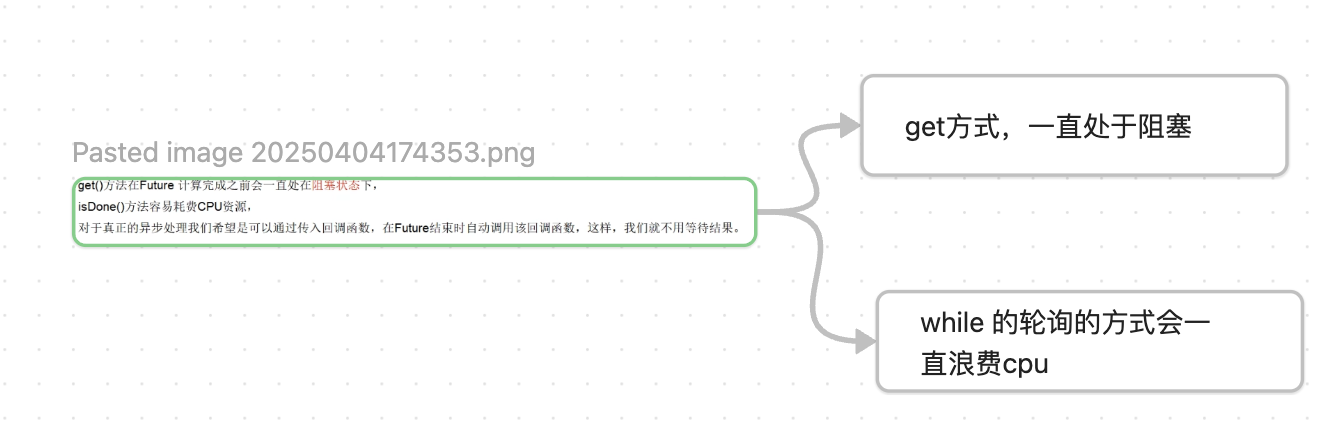 Pasted image 20250404174353.png
get()方法在Future 计算完成之前会一直处在阻塞状态下，
isDone()方法容易耗费CPU资源，
对于真正的异步处理我们希望是可以通过传入回调函数，在Future结束时自动调用该回调函数，这样，我们就不用等待结果。
get方式，一直处于阻塞
while 的轮询的方式会一
直浪费cpu